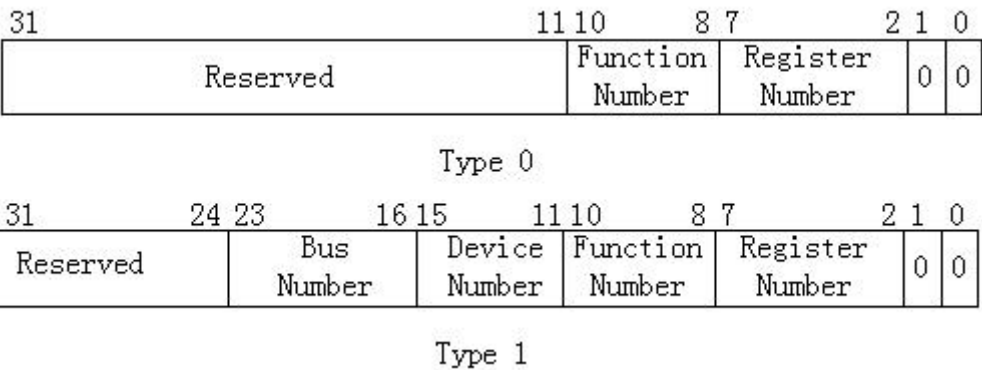 31 11 10 8 7 2 1 0
Reserved Function Number Register Number 0 0
Type 0
31 24 23 16 15 11 10 8 7 2 1 0
Reserved Bus Number Device Number Function Number Register Number 0 0
Type 1